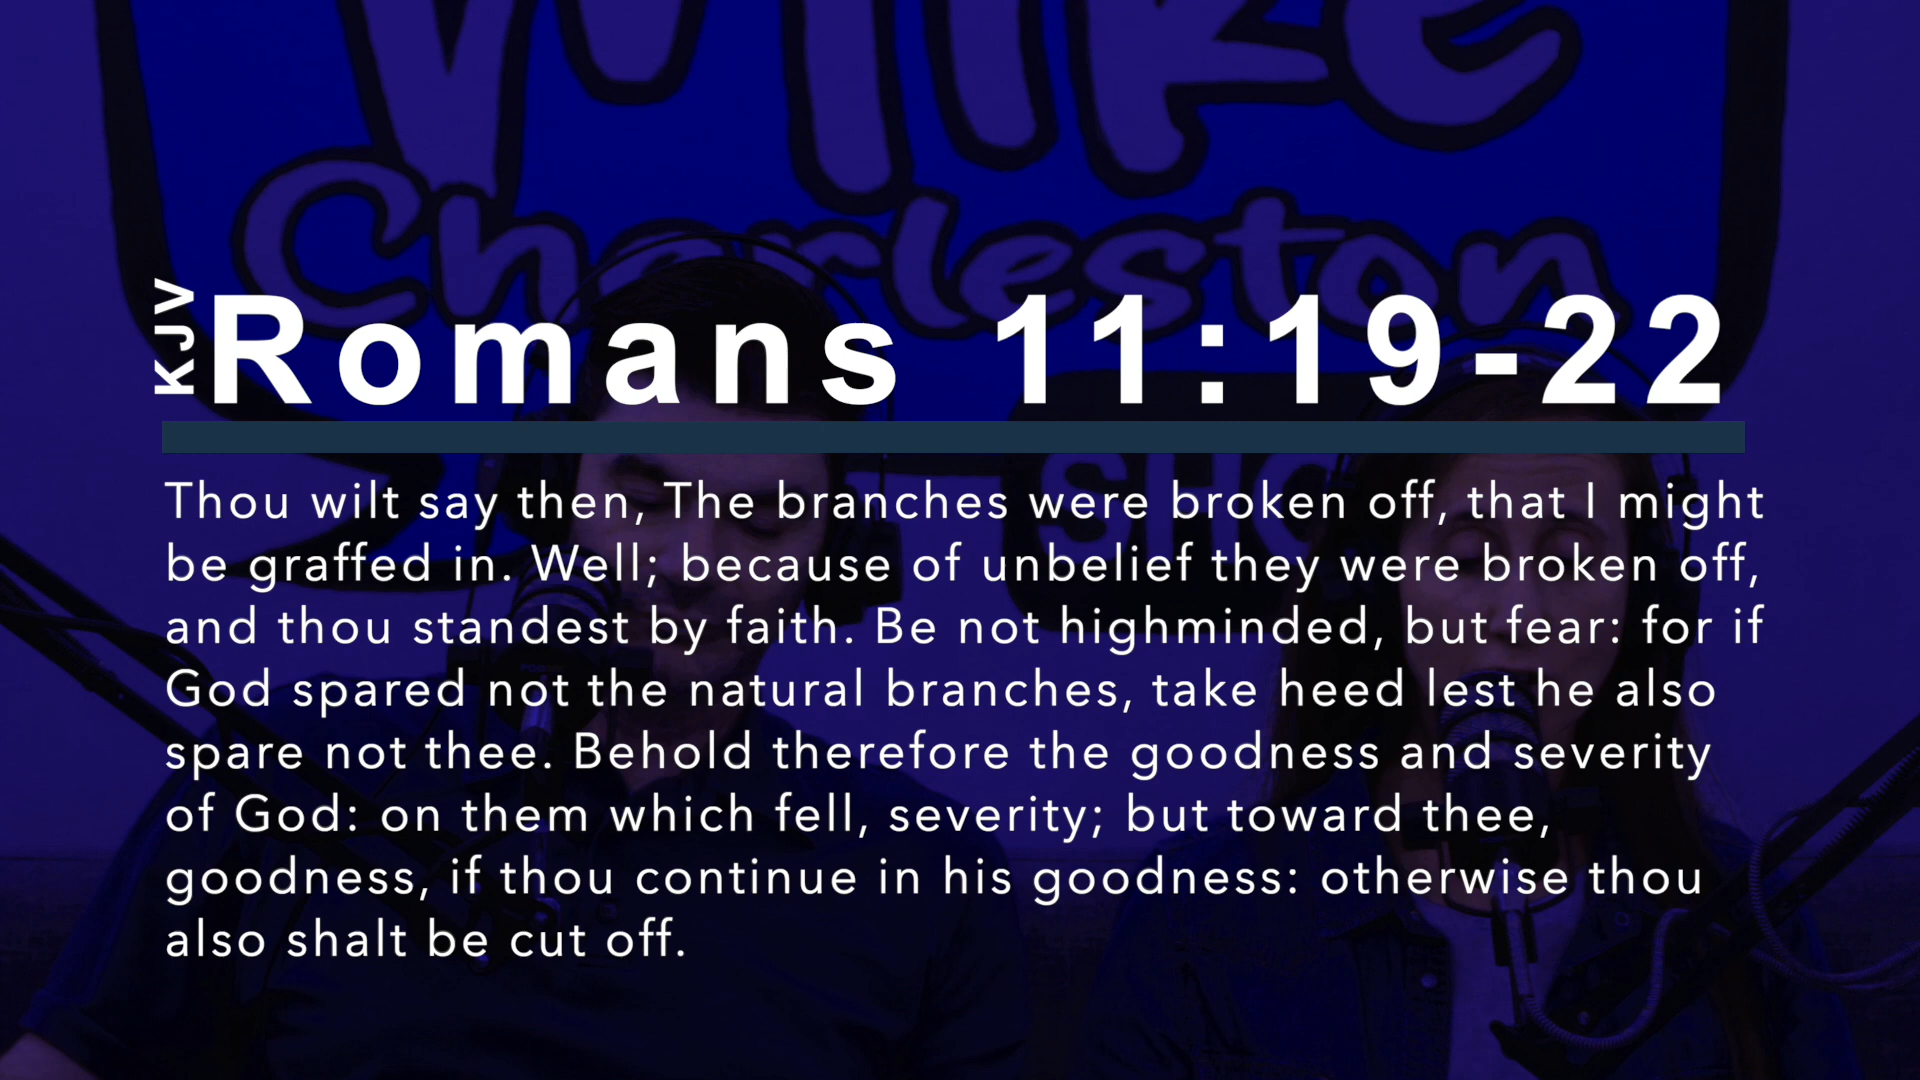 Mike
Charleston
KJV
Romans 11:19-22
Thou wilt say then, The branches were broken off, that I might
be graffed in. Well; because of unbelief they were broken off,
and thou standest by faith. Be not highminded, but fear: for if
God spared not the natural branches, take heed lest he also
spare not thee. Behold therefore the goodness and severity
of God: on them which fell, severity; but toward thee,
goodness, if thou continue in his goodness: otherwise thou
also shalt be cut off.